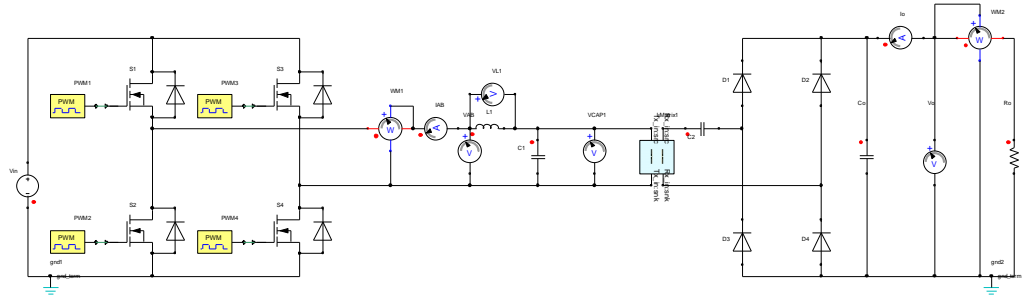 Io
WM2
S1
S3
PWM1
PWM3
PWM
PWM
VL1
D1
D2
WM1
IAB
VAB
L1
VCAP1
W
A
V
V
C1
V
C2
Co
Vo
Ro
A
W
V
Vin
S2
S4
PWM2
PWM4
PWM
PWM
D3
D4
gnd1
gnd_term
gnd2
gnd_term